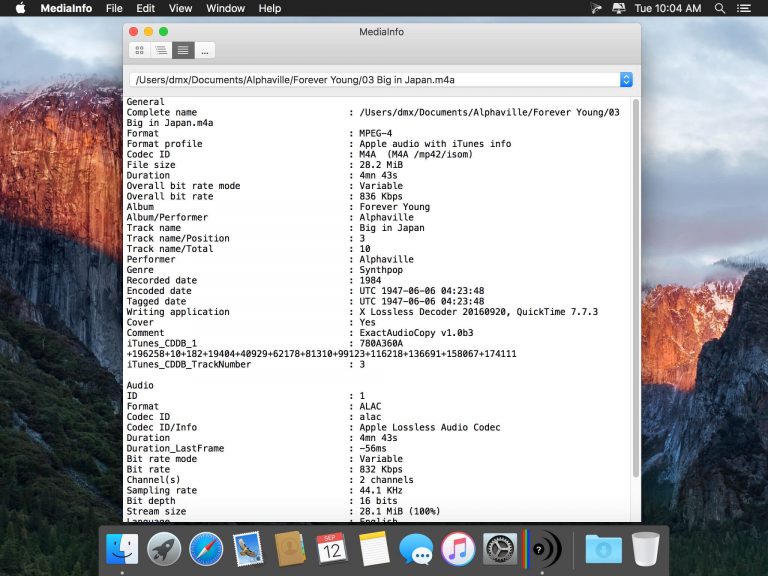 MediaInfo File Edit View Window Help Tue 10:04 AM
MediaInfo
...
/Users/dmx/Documents/Alphaville/Forever Young/03 Big in Japan.m4a
General
Complete name : /Users/dmx/Documents/Alphaville/Forever Young/03
Big in Japan.m4a
Format : MPEG-4
Format profile : Apple audio with iTunes info
Codec ID : M4A (M4A /mp42/isom)
File size : 28.2 MiB
Duration : 4mn 43s
Overall bit rate mode : Variable
Overall bit rate : 836 Kbps
Album : Forever Young
Album/Performer : Alphaville
Track name : Big in Japan
Track name/Position : 3
Track name/Total : 10
Performer : Alphaville
Genre : Synthpop
Recorded date : 1984
Encoded date : UTC 1947-06-06 04:23:48
Tagged date : UTC 1947-06-06 04:23:48
Writing application : X Lossless Decoder 20160920, QuickTime 7.7.3
Cover : Yes
Comment : ExactAudioCopy v1.0b3
iTunes_CDDB_1 : 780A360A
+196258+10+182+19404+40929+62178+81310+99123+116218+136691+158067+174111
iTunes_CDDB_TrackNumber : 3
Audio
ID : 1
Format : ALAC
Codec ID : alac
Codec ID/Info : Apple Lossless Audio Codec
Duration : 4mn 43s
Duration_LastFrame : -56ms
Bit rate mode : Variable
Bit rate : 832 Kbps
Channel(s) : 2 channels
Sampling rate : 44.1 KHz
Bit depth : 16 bits
Stream size : 28.1 MiB (100%)
Language : English
SEP
12
?